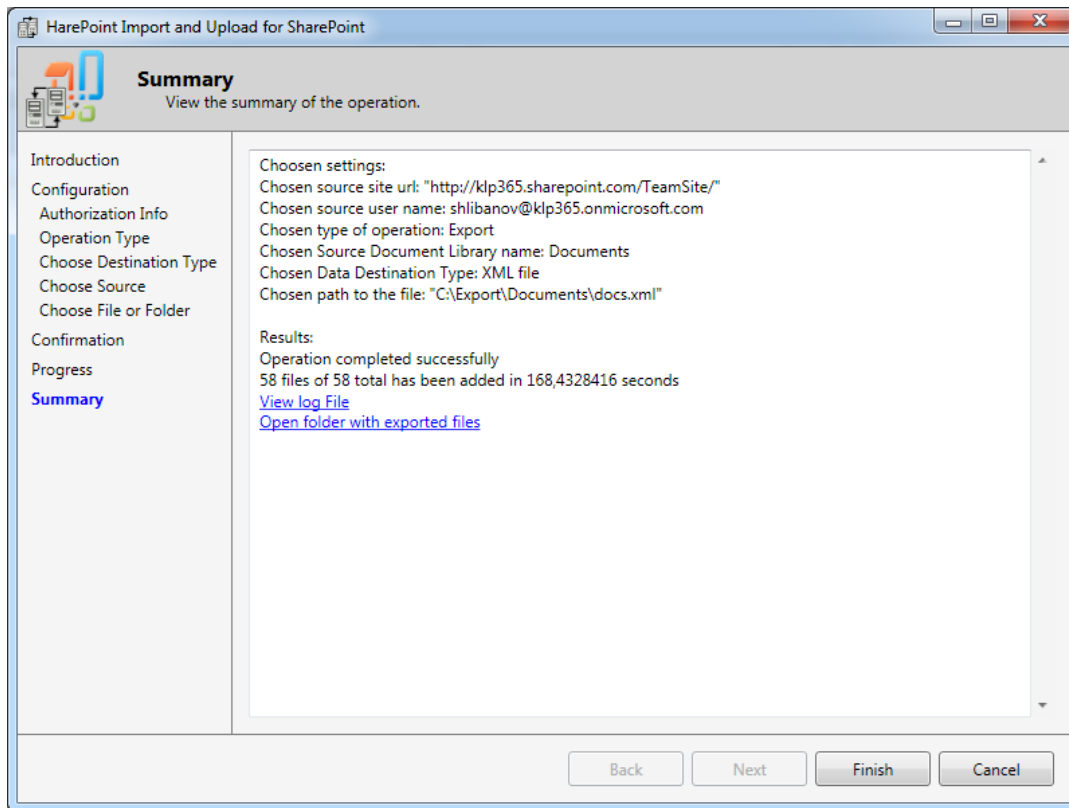 HarePoint Import and Upload for SharePoint
Summary
View the summary of the operation.
Introduction
Configuration
Authorization Info
Operation Type
Choose Destination Type
Choose Source
Choose File or Folder
Confirmation
Progress
Summary
Choosen settings:
Chosen source site url: "http://klp365.sharepoint.com/TeamSite/"
Chosen source user name: shlibanov@klp365.onmicrosoft.com
Chosen type of operation: Export
Chosen Source Document Library name: Documents
Chosen Data Destination Type: XML file
Chosen path to the file: "C:\Export\Documents\docs.xml"
Results:
Operation completed successfully
58 files of 58 total has been added in 168,4328416 seconds
View log File
Open folder with exported files
Back
Next
Finish
Cancel